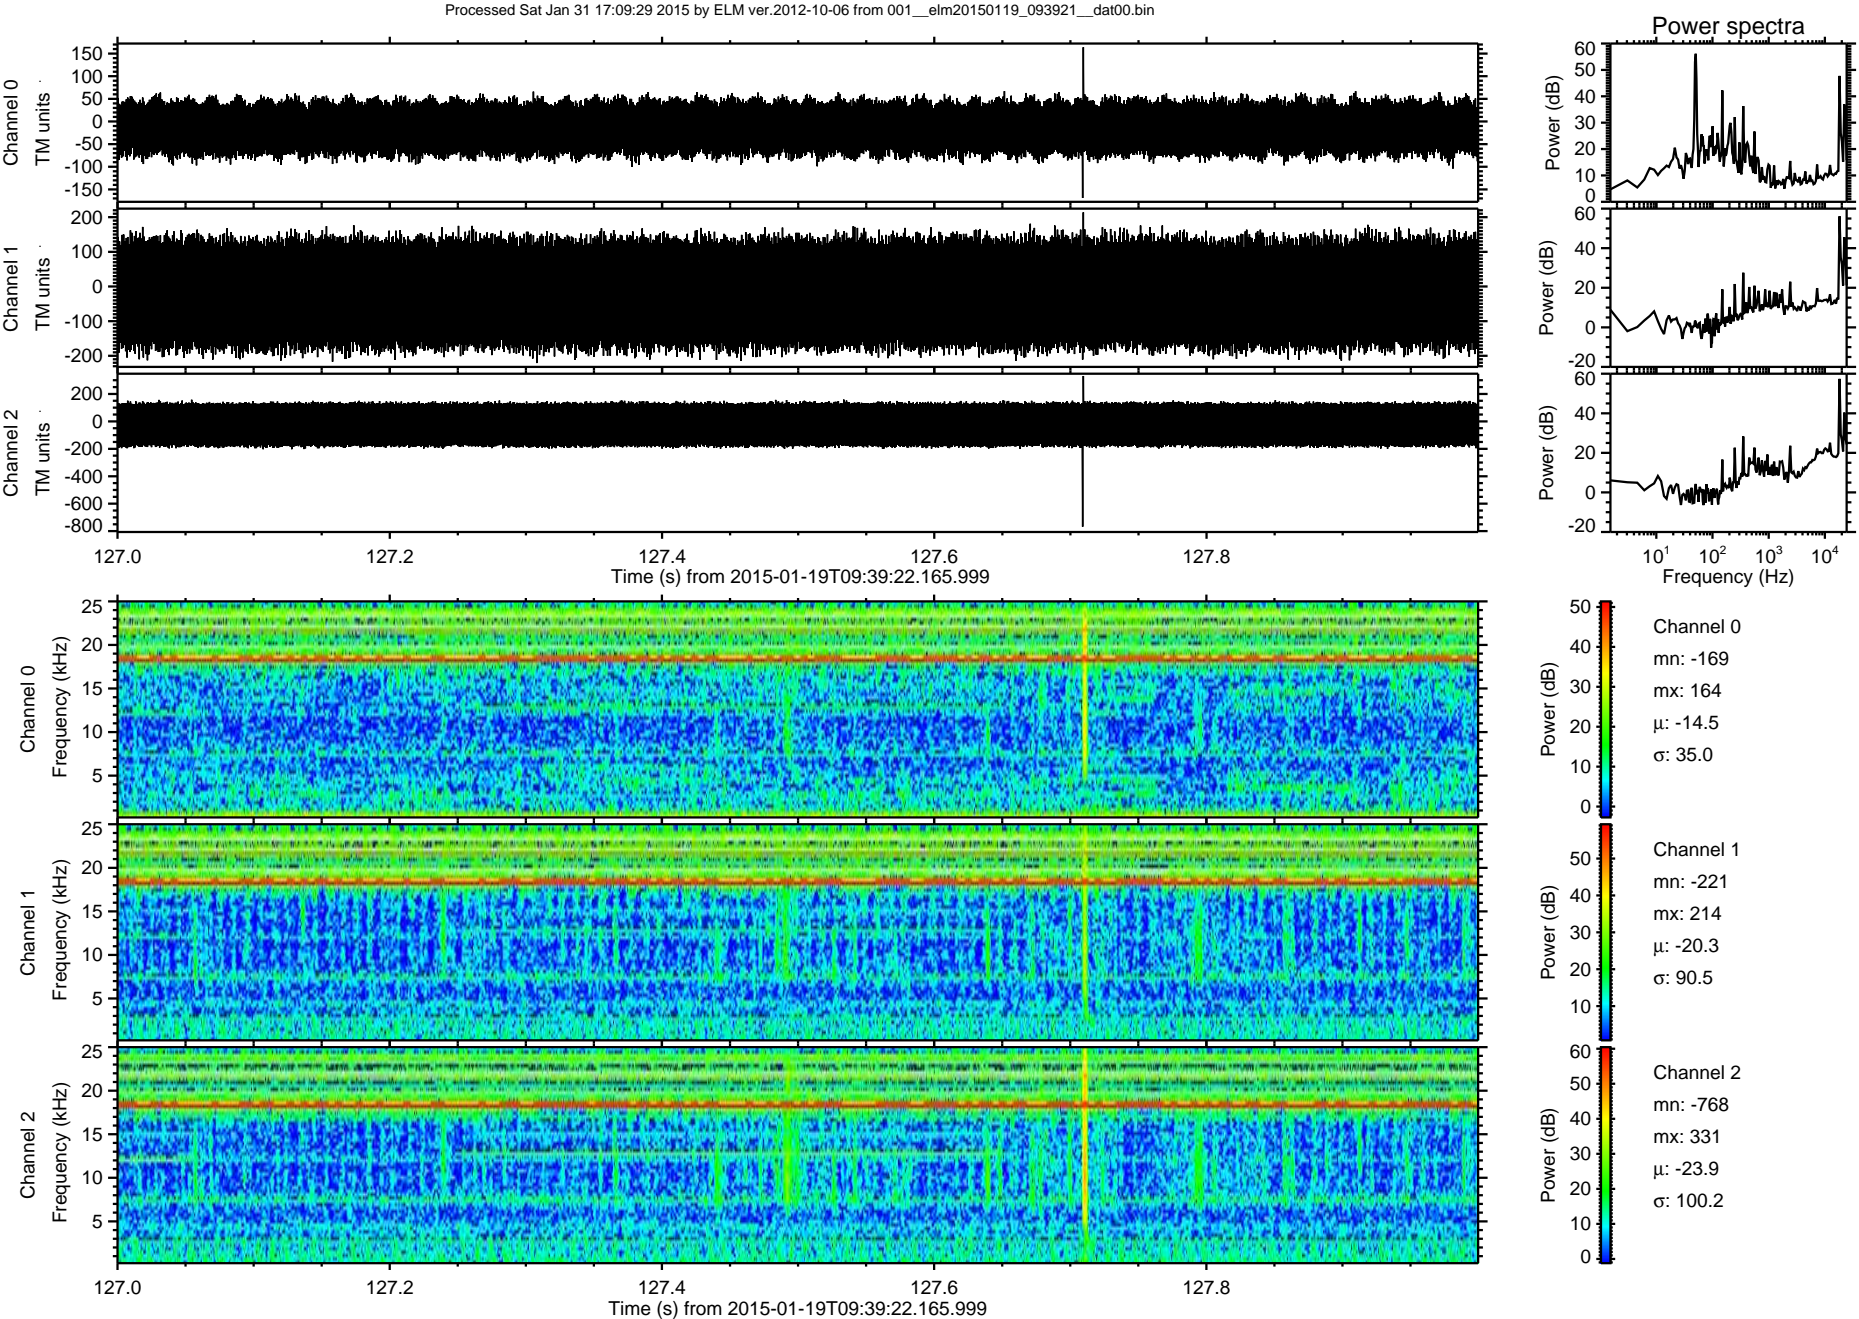 Processed Sat Jan 31 17:09:29 2015 by ELM ver.2012-10-06 from 001__elm20150119_093921__dat00.bin
Power spectra
Channel 0
TM units
150
100
50
0
-50
-100
-150
Power (dB)
60
50
40
30
20
10
0
Channel 1
TM units
200
100
0
-100
-200
Power (dB)
60
40
20
0
-20
Channel 2
TM units
200
0
-200
-400
-600
-800
Power (dB)
60
40
20
0
-20
127.0 127.2 127.4 127.6 127.8
Time (s) from 2015-01-19T09:39:22.165.999
10¹ 10² 10³ 10⁴
Frequency (Hz)
Channel 0
Frequency (kHz)
25
20
15
10
5
Power (dB)
50
40
30
20
10
0
Channel 0
mn: -169
mx: 164
μ: -14.5
σ: 35.0
Channel 1
Frequency (kHz)
25
20
15
10
5
Power (dB)
50
40
30
20
10
Channel 1
mn: -221
mx: 214
μ: -20.3
σ: 90.5
Channel 2
Frequency (kHz)
25
20
15
10
5
Power (dB)
60
50
40
30
20
10
0
Channel 2
mn: -768
mx: 331
μ: -23.9
σ: 100.2
127.0 127.2 127.4 127.6 127.8
Time (s) from 2015-01-19T09:39:22.165.999